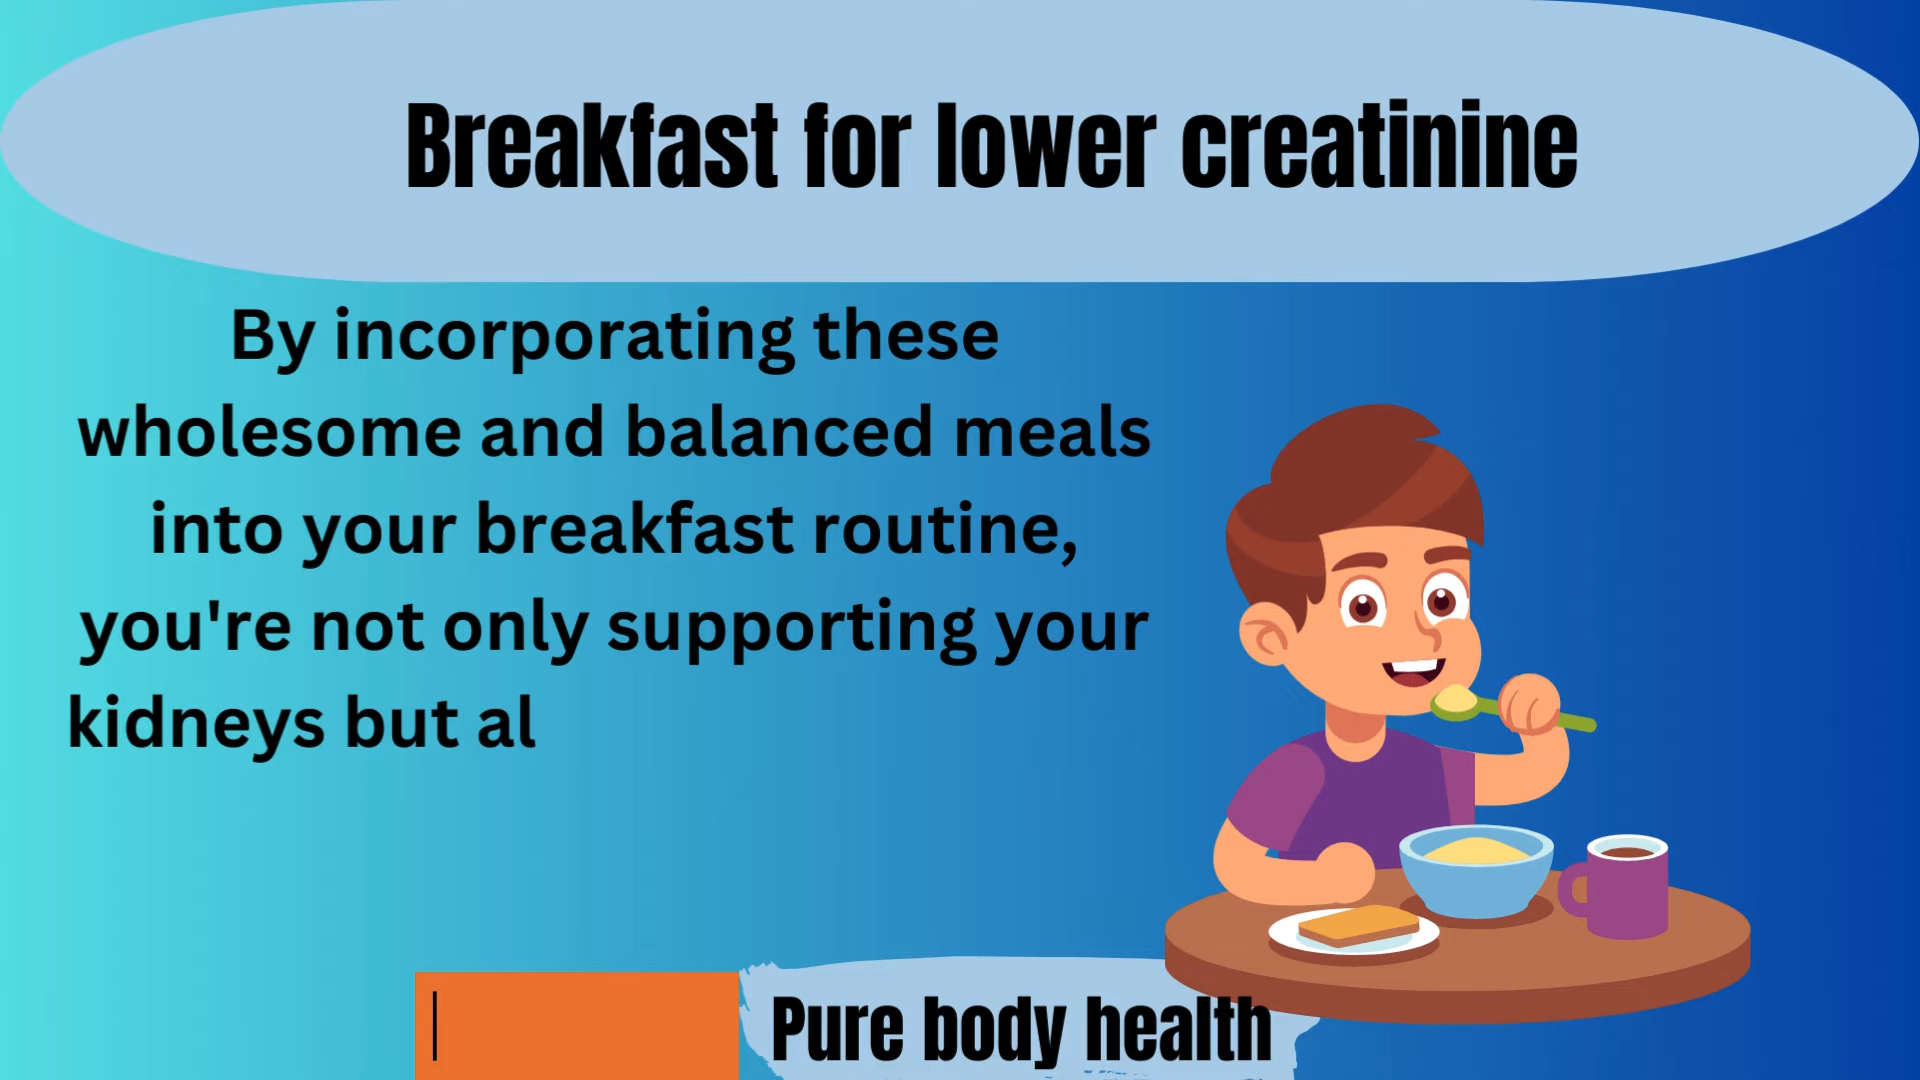 Breakfast for lower creatinine
By incorporating these
wholesome and balanced meals
into your breakfast routine,
you're not only supporting your
kidneys but al
Pure body health